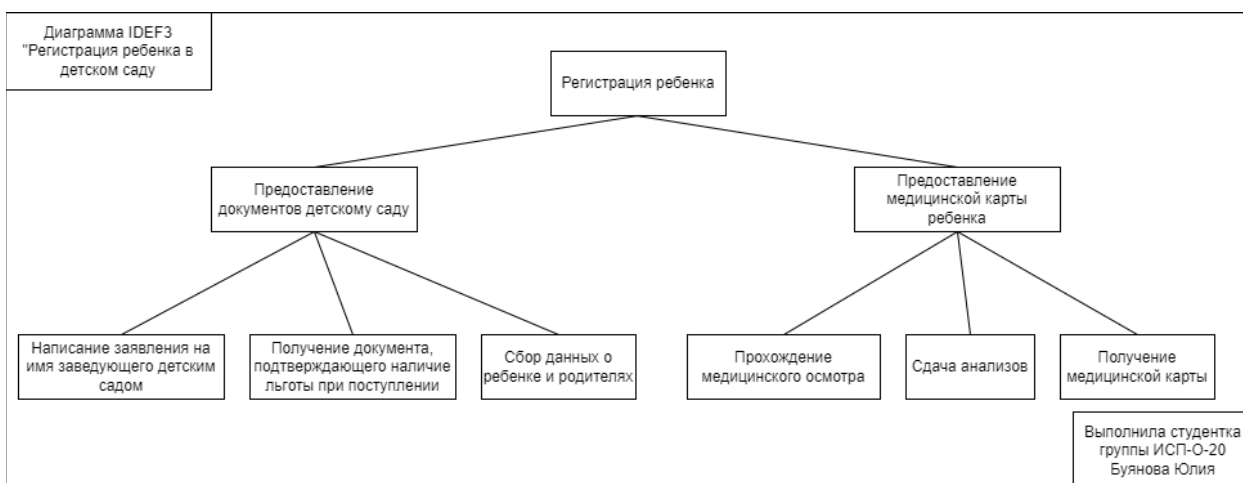 Диаграмма IDEF3
"Регистрация ребенка в
детском саду
Регистрация ребенка
Предоставление
документов детскому саду
Предоставление
медицинской карты
ребенка
Написание заявления на
имя заведующего детским
садом
Получение документа,
подтверждающего наличие
льготы при поступлении
Сбор данных о
ребенке и родителях
Прохождение
медицинского осмотра
Сдача анализов
Получение
медицинской карты
Выполнила студентка
группы ИСП-О-20
Буянова Юлия